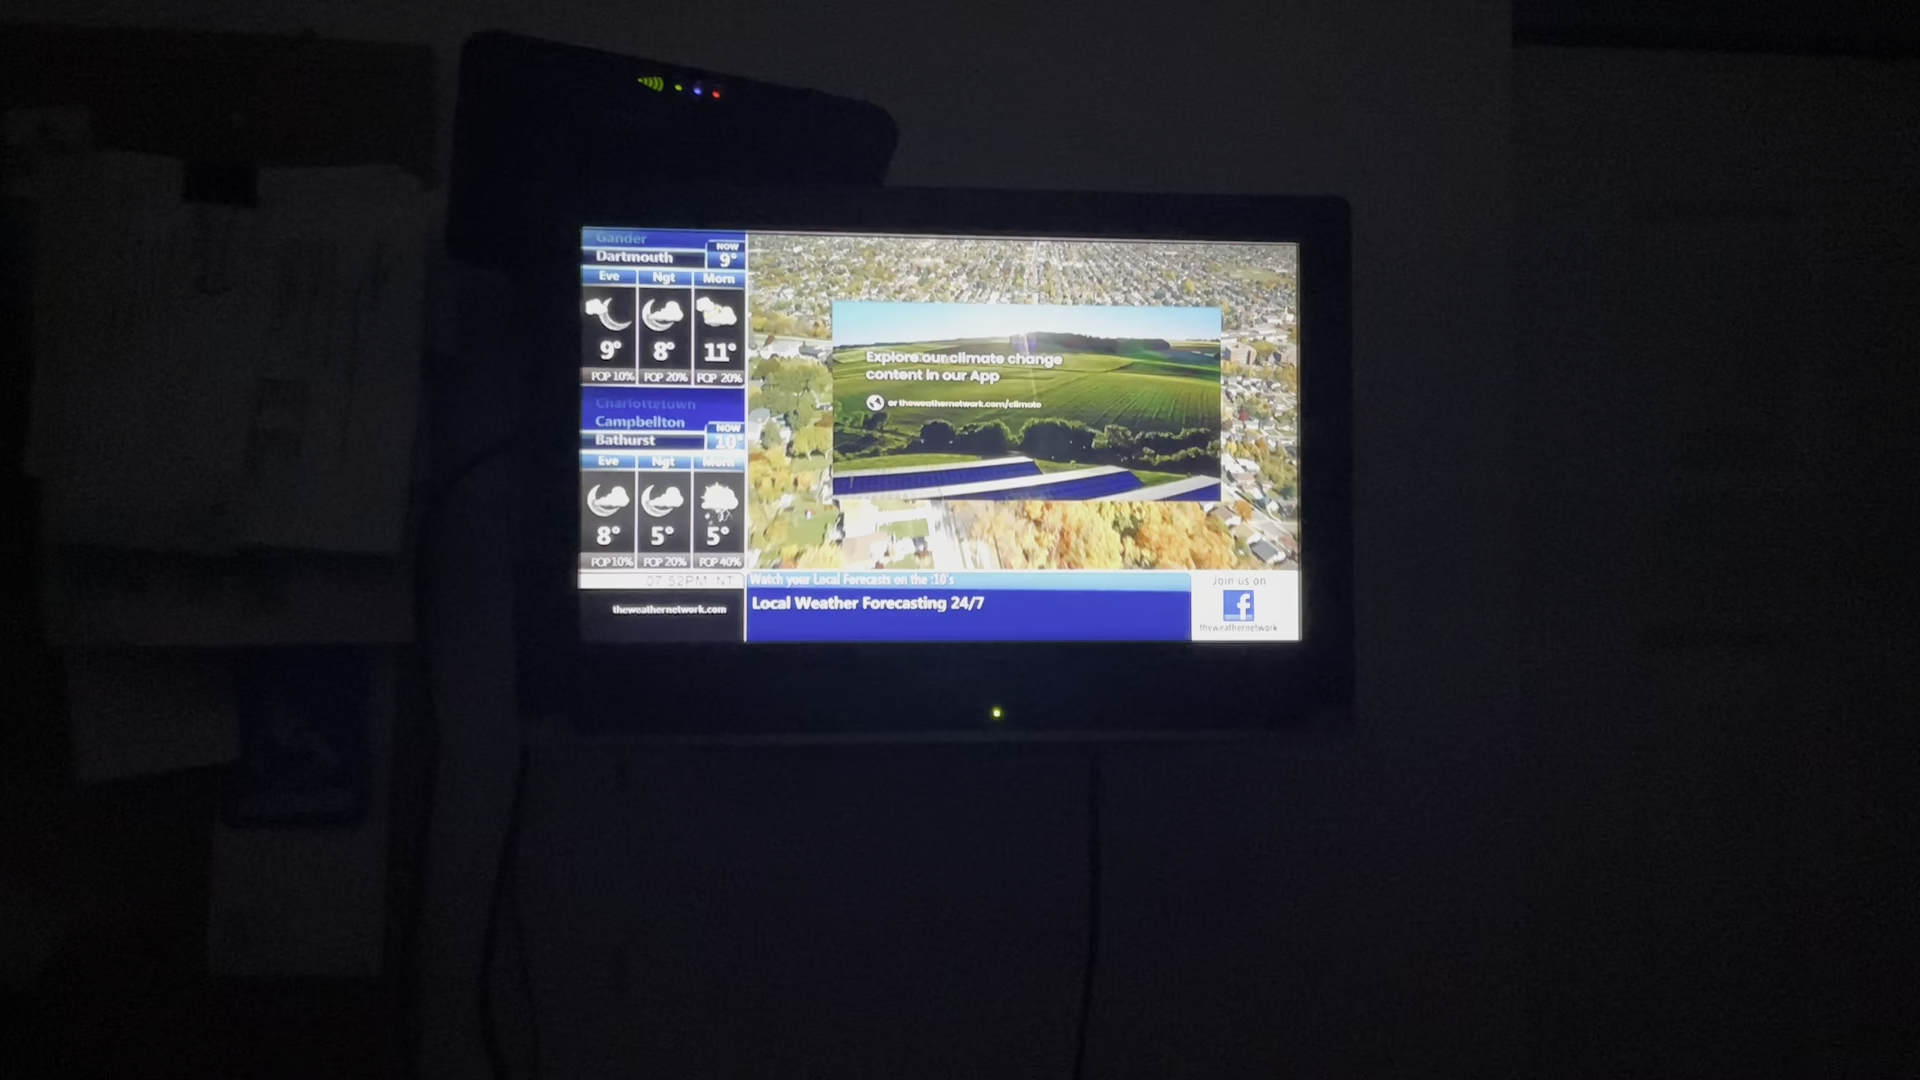 Gander
Dartmouth
NOW
9°
Eve Ngt Morn
9° 8° 11°
POP 10% POP 20% POP 20%
Charlottetown
Campbellton
Bathurst
NOW
10°
Eve Ngt Morn
8° 5° 5°
POP 10% POP 20% POP 40%
07:52PM NT
theweathernetwork.com
Explore our climate change
content in our App
or theweathernetwork.com/climate
Watch your Local Forecasts on the :10's
Local Weather Forecasting 24/7
Join us on
f
theweathernetwork